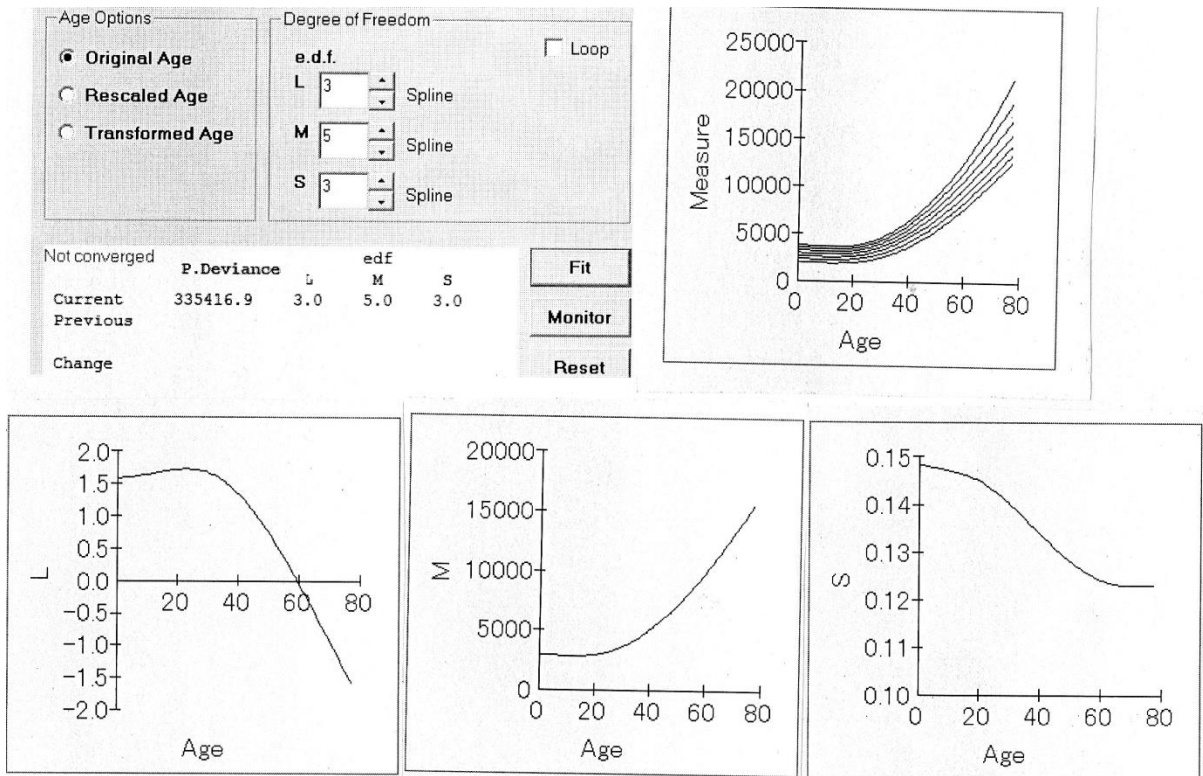 Age Options
Original Age
Rescaled Age
Transformed Age
Degree of Freedom
Loop
e.d.f.
L 3 Spline
M 5 Spline
S 3 Spline
Not converged
P.Deviance edf
L M S
Current 335416.9 3.0 5.0 3.0
Previous
Change
Fit
Monitor
Reset
25000
20000
15000
10000
5000
0
Measure
0 20 40 60 80
Age
2.0
1.5
1.0
0.5
0.0
-0.5
-1.0
-1.5
-2.0
L
20 40 60 80
Age
20000
15000
10000
5000
0
M
0 20 40 60 80
Age
0.15
0.14
0.13
0.12
0.11
0.10
S
0 20 40 60 80
Age